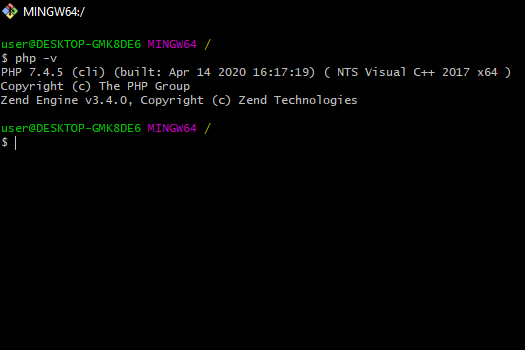 MINGW64:/
user@DESKTOP-GMK8DE6 MINGW64 /
$ php -v
PHP 7.4.5 (cli) (built: Apr 14 2020 16:17:19) ( NTS Visual C++ 2017 x64 )
Copyright (c) The PHP Group
Zend Engine v3.4.0, Copyright (c) Zend Technologies
user@DESKTOP-GMK8DE6 MINGW64 /
$